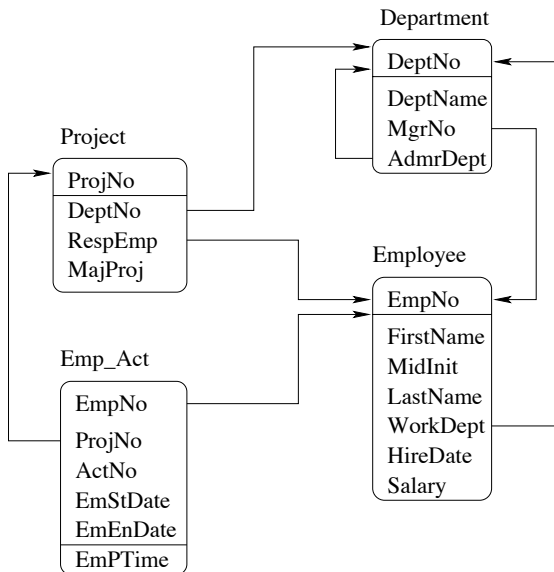 Department
DeptNo
DeptName
MgrNo
AdmrDept
Project
ProjNo
DeptNo
RespEmp
MajProj
Employee
EmpNo
FirstName
MidInit
LastName
WorkDept
HireDate
Salary
Emp_Act
EmpNo
ProjNo
ActNo
EmStDate
EmEnDate
EmPTime